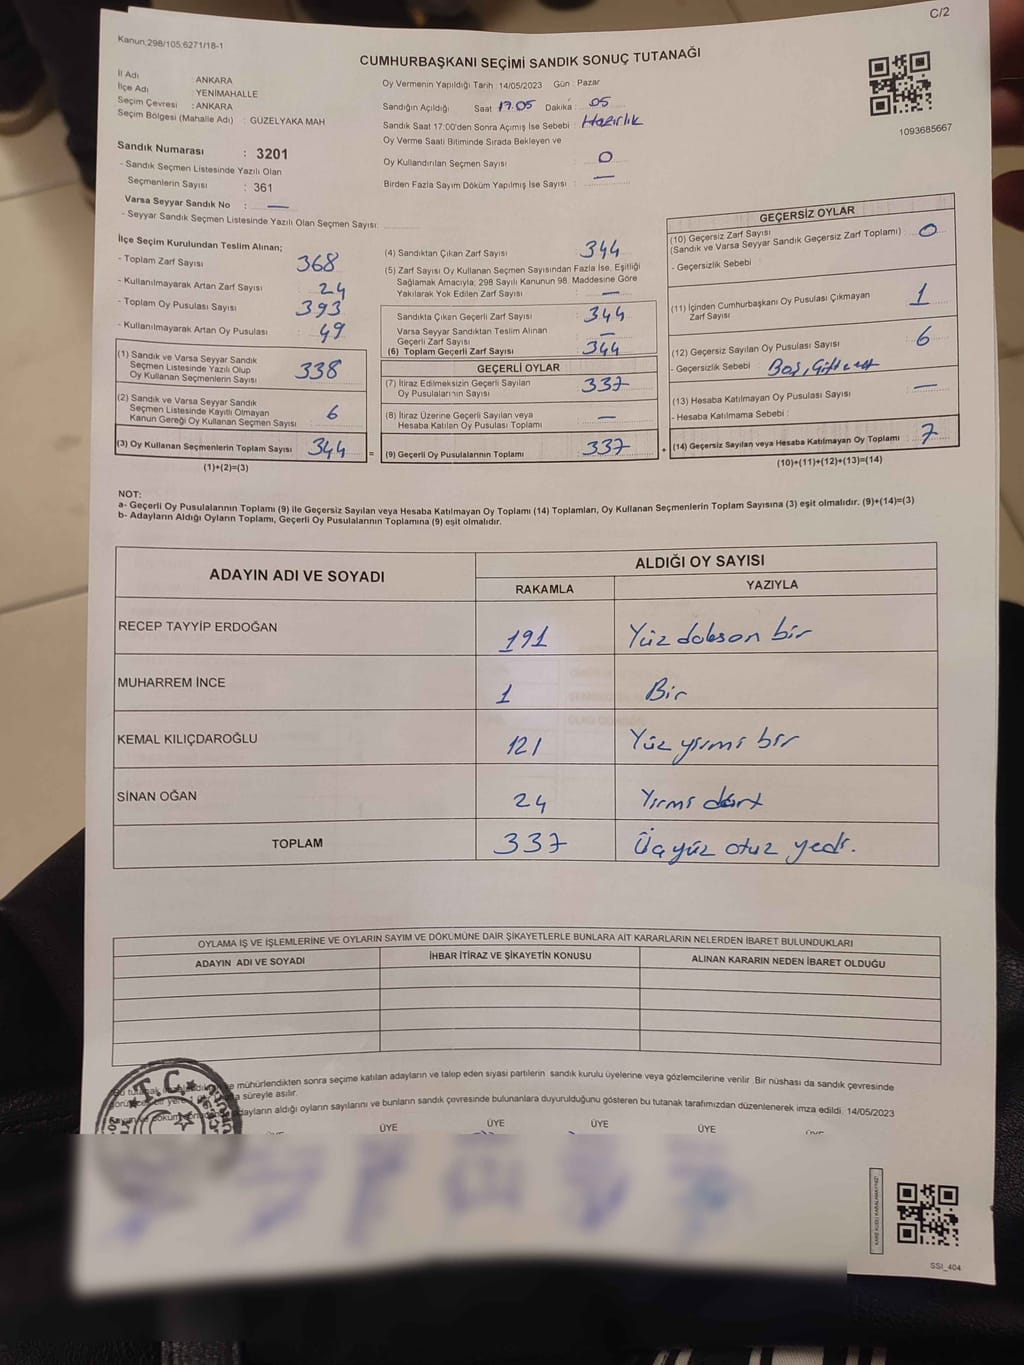 C/2
Kanun,298/105.6271/18-1
CUMHURBAŞKANI SEÇİMİ SANDIK SONUÇ TUTANAĞI
İl Adı : ANKARA
İlçe Adı : YENİMAHALLE
Seçim Çevresi : ANKARA
Seçim Bölgesi (Mahalle Adı) : GÜZELYAKA MAH
Oy Vermenin Yapıldığı Tarih : 14/05/2023 Gün : Pazar
Sandığın Açıldığı Saat 17.05 Dakika : 05
Sandık Saat 17:00'den Sonra Açımış İse Sebebi : Hazırlık
Oy Verme Saati Bitiminde Sırada Bekleyen ve
Oy Kullandırılan Seçmen Sayısı : 0
Birden Fazla Sayım Döküm Yapılmış İse Sayısı : —
1093685667
Sandık Numarası : 3201
- Sandık Seçmen Listesinde Yazılı Olan
Seçmenlerin Sayısı : 361
Varsa Seyyar Sandık No : —
- Seyyar Sandık Seçmen Listesinde Yazılı Olan Seçmen Sayısı:
İlçe Seçim Kurulundan Teslim Alınan;
- Toplam Zarf Sayısı 368
- Kullanılmayarak Artan Zarf Sayısı : 24
- Toplam Oy Pusulası Sayısı : 393
- Kullanılmayarak Artan Oy Pusulası : 49
(1) Sandık ve Varsa Seyyar Sandık
Seçmen Listesinde Yazılı Olup
Oy Kullanan Seçmenlerin Sayısı : 338
(2) Sandık ve Varsa Seyyar Sandık
Seçmen Listesinde Kayıtlı Olmayan
Kanun Gereği Oy Kullanan Seçmen Sayısı : 6
(3) Oy Kullanan Seçmenlerin Toplam Sayısı : 344 =
(1)+(2)=(3)
(4) Sandıktan Çıkan Zarf Sayısı : 344
(5) Zarf Sayısı Oy Kullanan Seçmen Sayısından Fazla İse, Eşitliği
Sağlamak Amacıyla; 298 Sayılı Kanunun 98. Maddesine Göre
Yakılarak Yok Edilen Zarf Sayısı : —
Sandıkta Çıkan Geçerli Zarf Sayısı : 344
Varsa Seyyar Sandıktan Teslim Alınan
Geçerli Zarf Sayısı : —
(6) Toplam Geçerli Zarf Sayısı : 344
GEÇERLİ OYLAR
(7) İtiraz Edilmeksizin Geçerli Sayılan
Oy Pusulalarının Sayısı : 337
(8) İtiraz Üzerine Geçerli Sayılan veya
Hesaba Katılan Oy Pusulası Toplamı : —
(9) Geçerli Oy Pusulalarının Toplamı : 337 +
GEÇERSİZ OYLAR
(10) Geçersiz Zarf Sayısı
(Sandık ve Varsa Seyyar Sandık Geçersiz Zarf Toplamı) : 0
- Geçersizlik Sebebi :
(11) İçinden Cumhurbaşkanı Oy Pusulası Çıkmayan
Zarf Sayısı : 1
(12) Geçersiz Sayılan Oy Pusulası Sayısı : 6
- Geçersizlik Sebebi : Boş,
(13) Hesaba Katılmayan Oy Pusulası Sayısı : —
- Hesaba Katılmama Sebebi :
(14) Geçersiz Sayılan veya Hesaba Katılmayan Oy Toplamı : 7
(10)+(11)+(12)+(13)=(14)
NOT:
a- Geçerli Oy Pusulalarının Toplamı (9) ile Geçersiz Sayılan veya Hesaba Katılmayan Oy Toplamı (14) Toplamları, Oy Kullanan Seçmenlerin Toplam Sayısına (3) eşit olmalıdır. (9)+(14)=(3)
b- Adayların Aldığı Oyların Toplamı, Geçerli Oy Pusulalarının Toplamına (9) eşit olmalıdır.
ADAYIN ADI VE SOYADI ALDIĞI OY SAYISI
RAKAMLA YAZIYLA
RECEP TAYYİP ERDOĞAN 191 Yüz dokson bir
MUHARREM İNCE 1 Bir
KEMAL KILIÇDAROĞLU 121 Yüz yirmi bir
SİNAN OĞAN 24 Yirmi dört
TOPLAM 337 Üçyüz otuz yedi.
OYLAMA İŞ VE İŞLEMLERİNE VE OYLARIN SAYIM VE DÖKÜMÜNE DAİR ŞİKAYETLERLE BUNLARA AİT KARARLARIN NELERDEN İBARET BULUNDUKLARI
ADAYIN ADI VE SOYADI İHBAR İTİRAZ VE ŞİKAYETİN KONUSU ALINAN KARARIN NEDEN İBARET OLDUĞU
mühürlendikten sonra seçime katılan adayların ve talep eden siyasi partilerin sandık kurulu üyelerine veya gözlemcilerine verilir. Bir nüshası da sandık çevresinde
süreyle asılır.
adayların aldığı oyların sayılarını ve bunların sandık çevresinde bulunanlara duyurulduğunu gösteren bu tutanak tarafımızdan düzenlenerek imza edildi. 14/05/2023
T.C.
ÜYE ÜYE ÜYE ÜYE
SSI_404